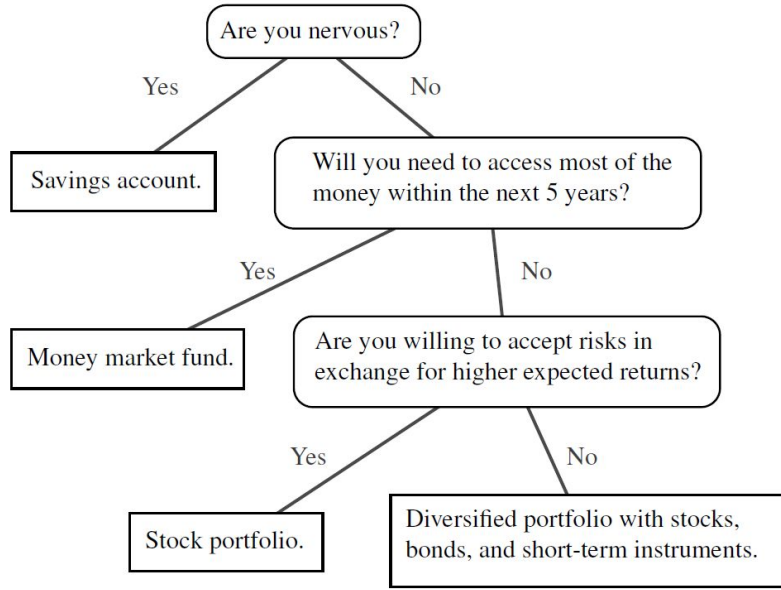 Are you nervous?
Yes
No
Savings account.
Will you need to access most of the
money within the next 5 years?
Yes
No
Money market fund.
Are you willing to accept risks in
exchange for higher expected returns?
Yes
No
Stock portfolio.
Diversified portfolio with stocks,
bonds, and short-term instruments.